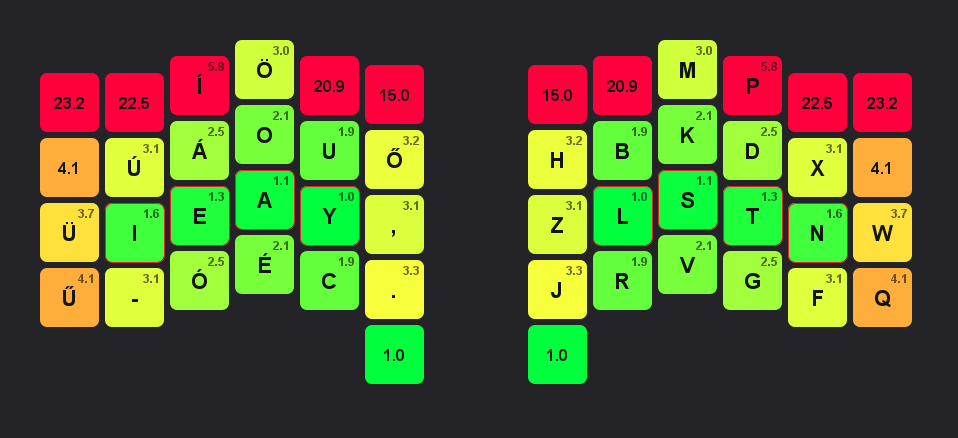 3.0 3.0
5.8 Í Ö 20.9 20.9 M 5.8 P
23.2 22.5 15.0 15.0 22.5 23.2
2.1 O 2.1 K
2.5 Á 1.9 U 1.9 B 2.5 D
4.1 3.1 Ú 3.2 Ő 3.2 H 3.1 X 4.1
1.1 A 1.1 S
1.3 E 1.0 Y 1.0 L 1.3 T
3.7 Ü 1.6 I 3.1 , 3.1 Z 1.6 N 3.7 W
2.1 É 2.1 V
2.5 Ó 1.9 C 1.9 R 2.5 G
4.1 Ű 3.1 - 3.3 . 3.3 J 3.1 F 4.1 Q
1.0 1.0